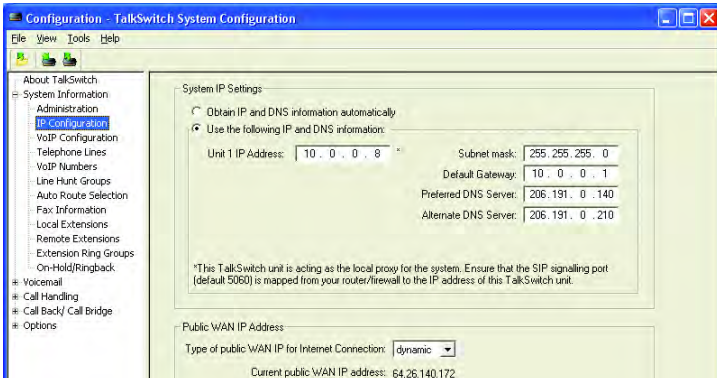 Configuration - TalkSwitch System Configuration
File View Tools Help
About TalkSwitch
System Information
Administration
IP Configuration
VoIP Configuration
Telephone Lines
VoIP Numbers
Line Hunt Groups
Auto Route Selection
Fax Information
Local Extensions
Remote Extensions
Extension Ring Groups
On-Hold/Ringback
Voicemail
Call Handling
Call Back/ Call Bridge
Options
System IP Settings
Obtain IP and DNS information automatically
Use the following IP and DNS information:
Unit 1 IP Address: 10 . 0 . 0 . 8 *
Subnet mask: 255. 255. 255. 0
Default Gateway: 10 . 0 . 0 . 1
Preferred DNS Server: 206. 191. 0 .140
Alternate DNS Server: 206. 191. 0 .210
*This TalkSwitch unit is acting as the local proxy for the system. Ensure that the SIP signalling port
(default 5060) is mapped from your router/firewall to the IP address of this TalkSwitch unit.
Public WAN IP Address
Type of public WAN IP for Internet Connection: dynamic
Current public WAN IP address: 64.26.140.172